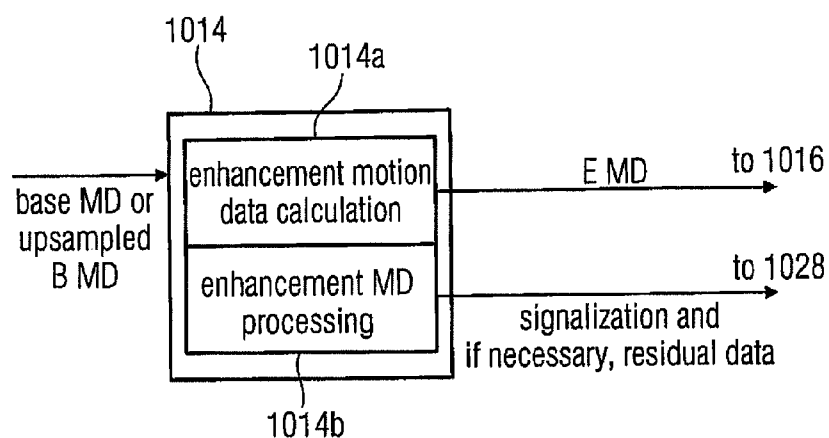 1014
1014a
enhancement motion
data calculation
E MD
to 1016
base MD or
upsampled
B MD
enhancement MD
processing
to 1028
signalization and
if necessary, residual data
1014b